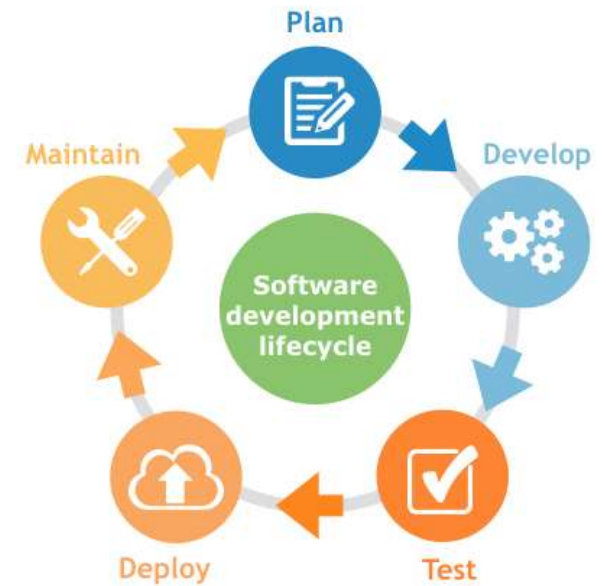 Plan
Develop
Test
Deploy
Maintain
Software
development
lifecycle